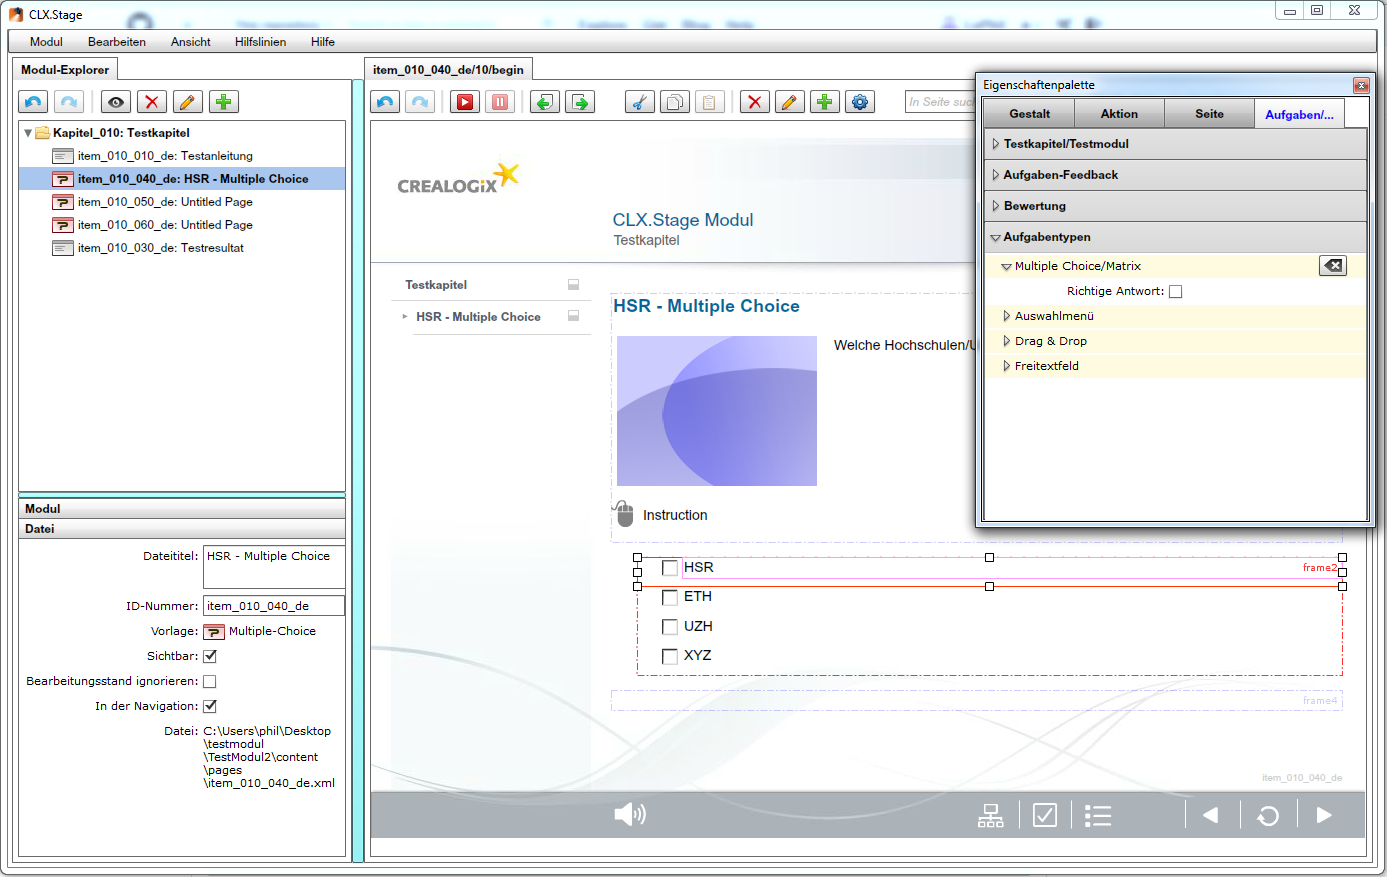 CLX.Stage
Modul Bearbeiten Ansicht Hilfslinien Hilfe
Modul-Explorer
Kapitel_010: Testkapitel
item_010_010_de: Testanleitung
item_010_040_de: HSR - Multiple Choice
item_010_050_de: Untitled Page
item_010_060_de: Untitled Page
item_010_030_de: Testresultat
Modul
Datei
Dateititel: HSR - Multiple Choice
ID-Nummer: item_010_040_de
Vorlage: Multiple-Choice
Sichtbar:
Bearbeitungsstand ignorieren:
In der Navigation:
Datei: C:\Users\phil\Desktop
\testmodul
\TestModul2\content
\pages
\item_010_040_de.xml
item_010_040_de/10/begin
In Seite such
CREALOGIX
CLX.Stage Modul
Testkapitel
Testkapitel
HSR - Multiple Choice
HSR - Multiple Choice
Welche Hochschulen/U
Instruction
HSR
frame2
ETH
UZH
XYZ
frame4
item_010_040_de
Eigenschaftenpalette
Gestalt Aktion Seite Aufgaben/...
Testkapitel/Testmodul
Aufgaben-Feedback
Bewertung
Aufgabentypen
Multiple Choice/Matrix
Richtige Antwort:
Auswahlmenü
Drag & Drop
Freitextfeld